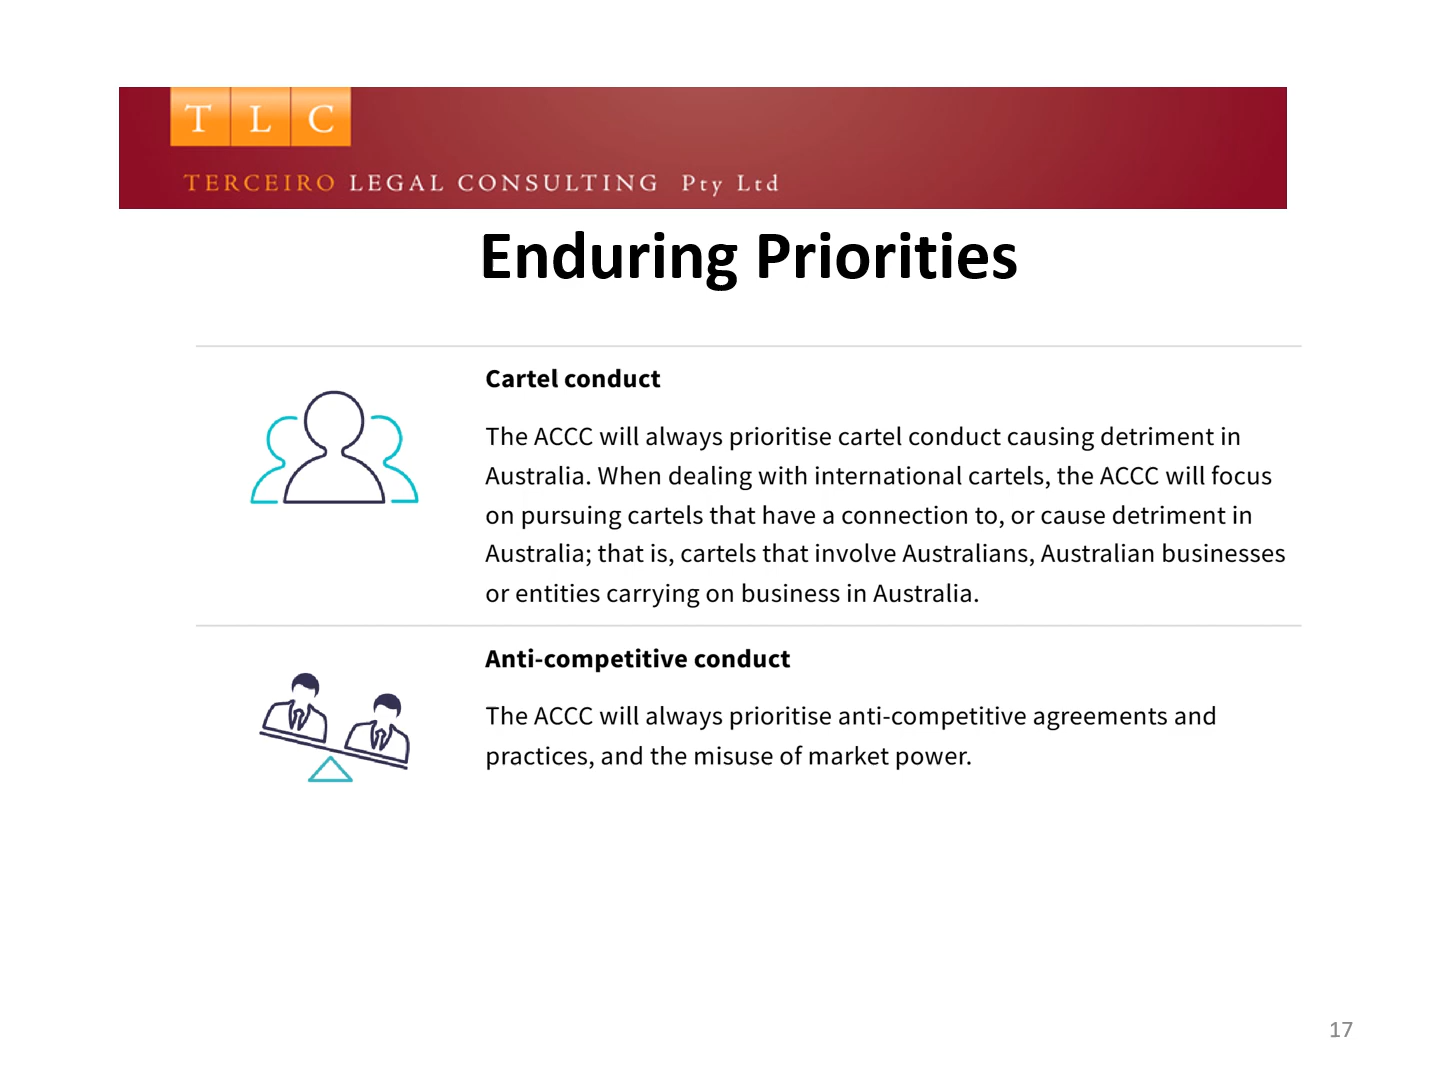 T L C
TERCEIRO LEGAL CONSULTING Pty Ltd
Enduring Priorities
Cartel conduct
The ACCC will always prioritise cartel conduct causing detriment in
Australia. When dealing with international cartels, the ACCC will focus
on pursuing cartels that have a connection to, or cause detriment in
Australia; that is, cartels that involve Australians, Australian businesses
or entities carrying on business in Australia.
Anti-competitive conduct
The ACCC will always prioritise anti-competitive agreements and
practices, and the misuse of market power.
17